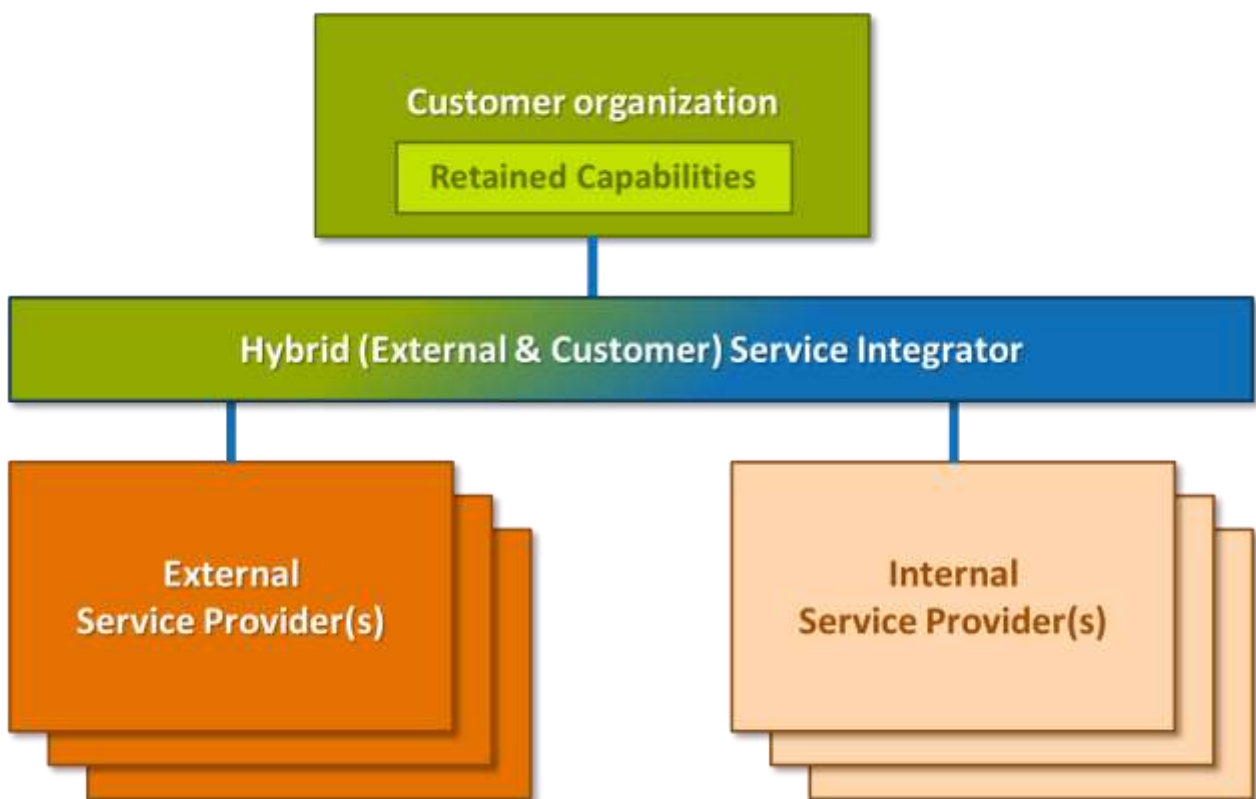 Customer organization
Retained Capabilities
Hybrid (External & Customer) Service Integrator
External
Service Provider(s)
Internal
Service Provider(s)